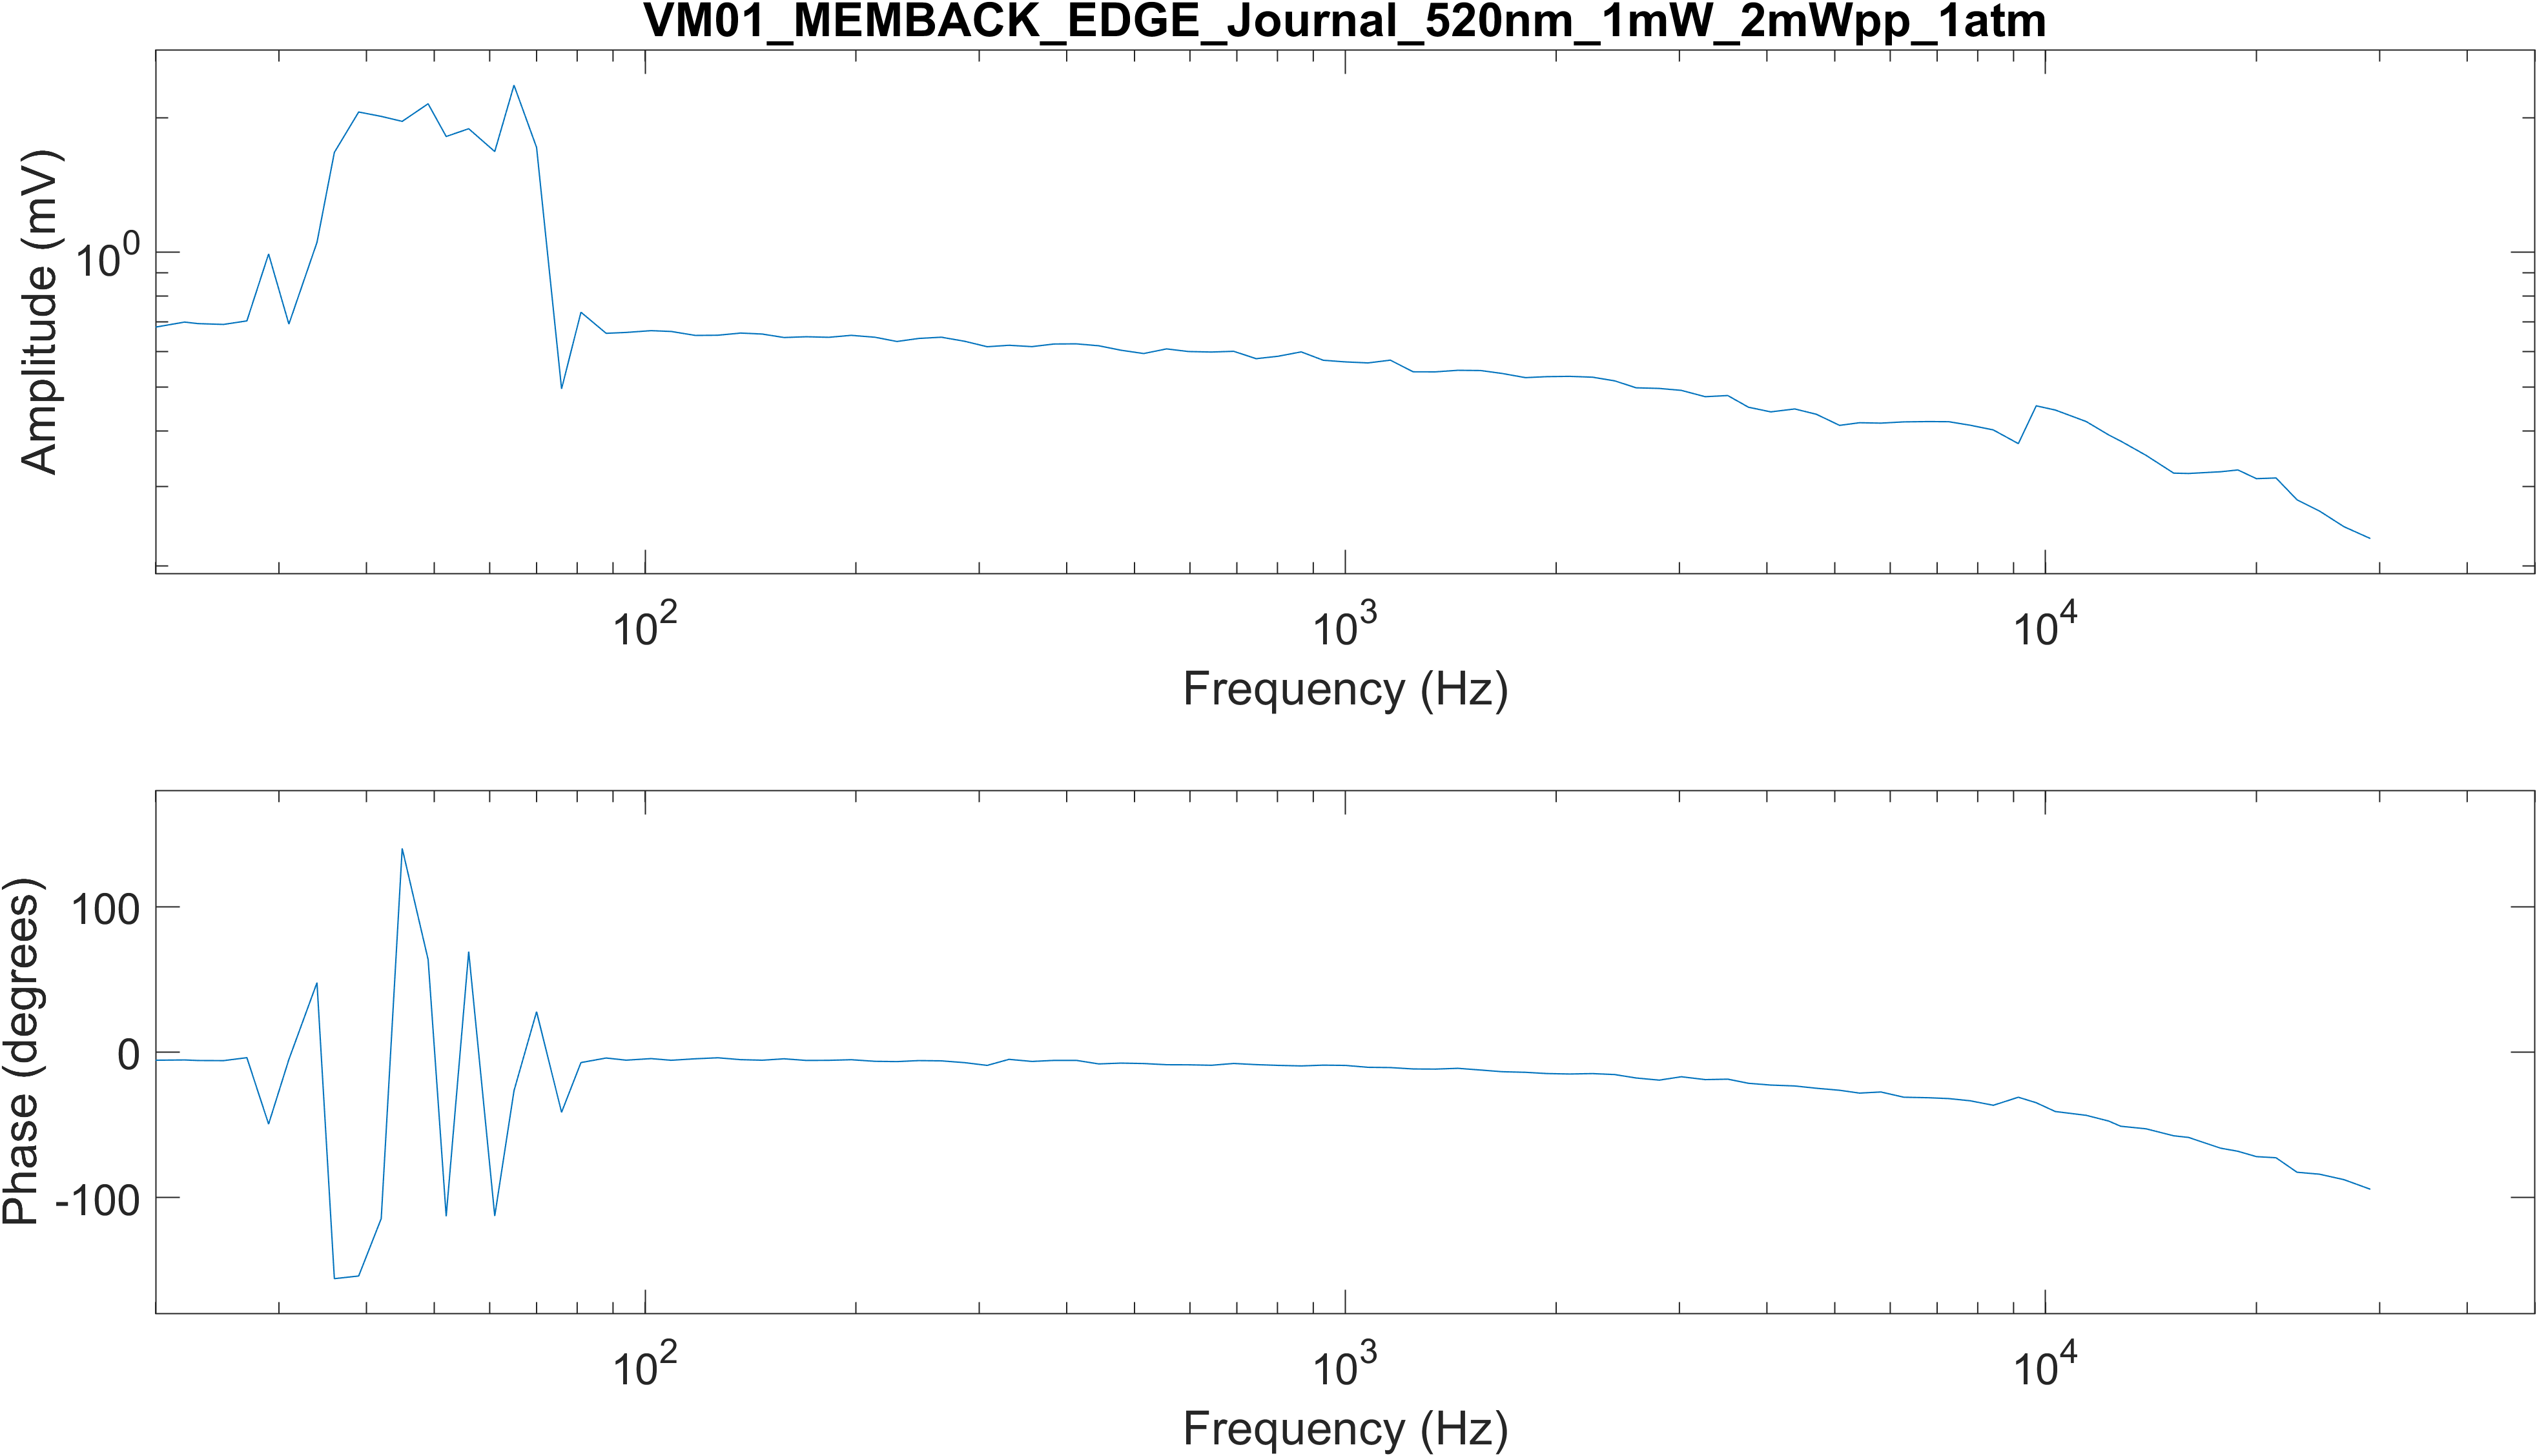 VM01_MEMBACK_EDGE_Journal_520nm_1mW_2mWpp_1atm
Amplitude (mV)
10^0
10^2 10^3 10^4
Frequency (Hz)
Phase (degrees)
100
0
-100
10^2 10^3 10^4
Frequency (Hz)